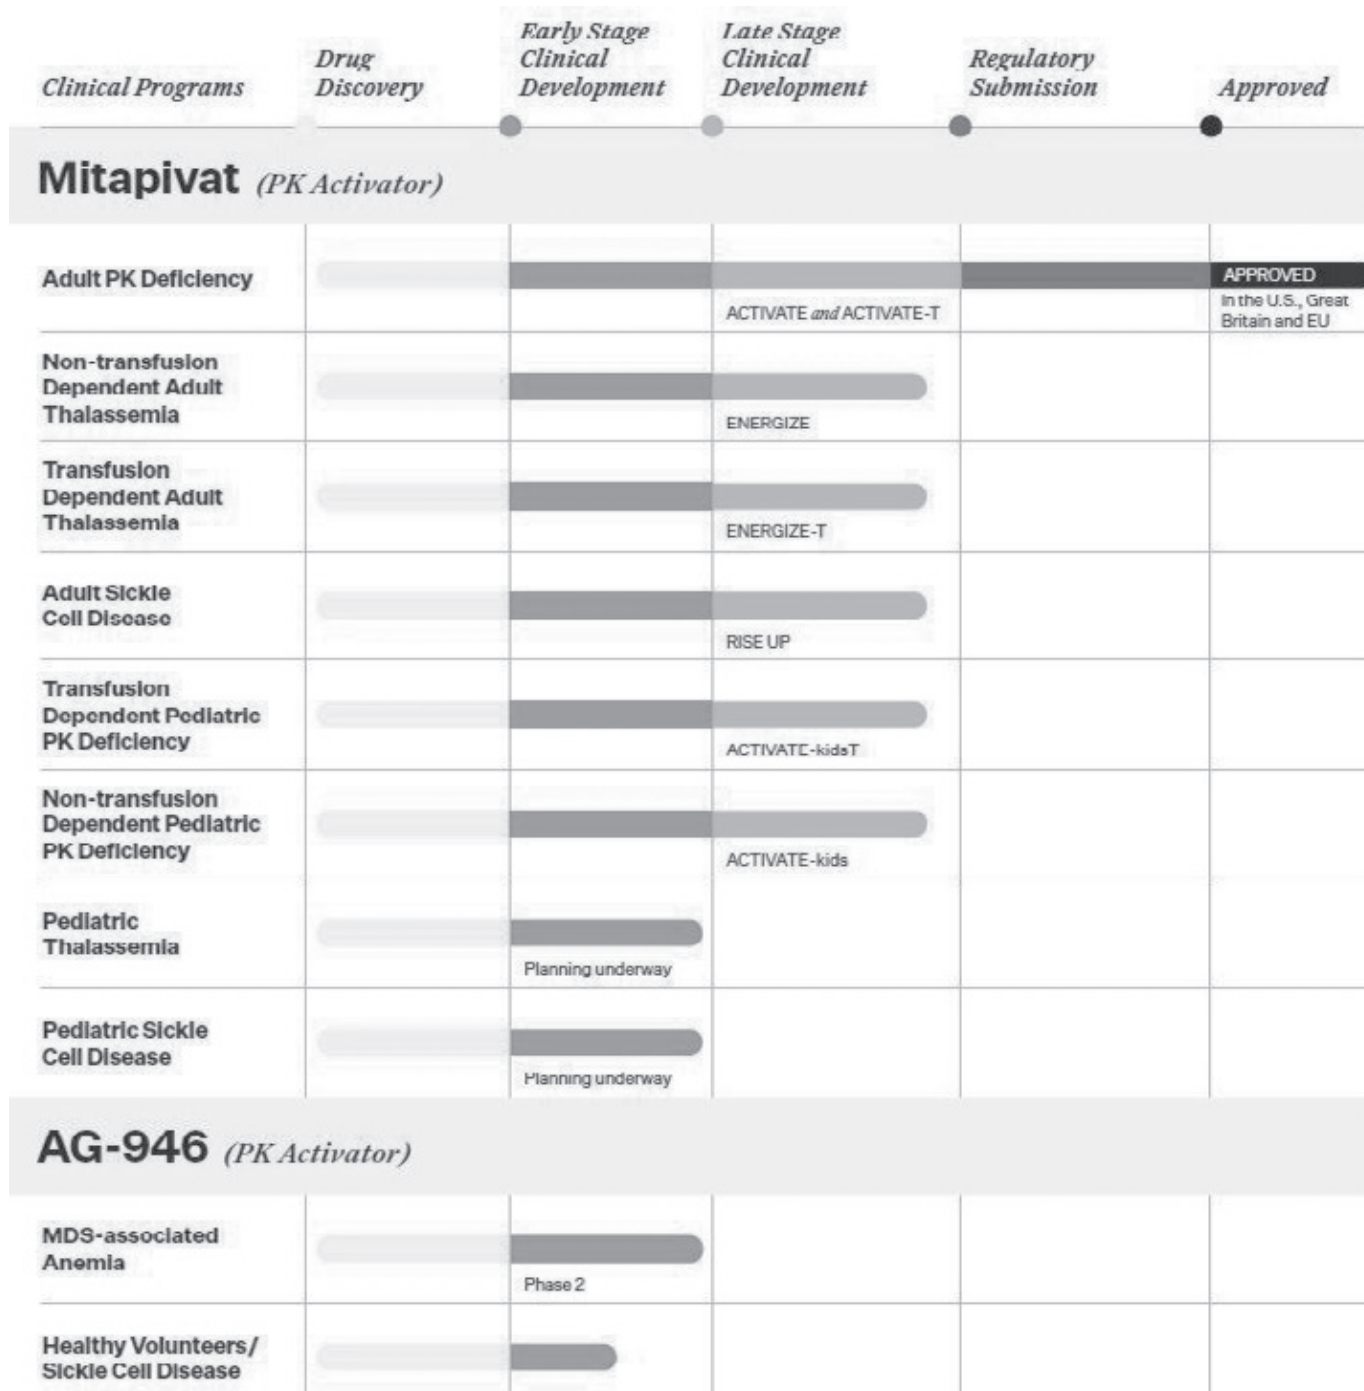 Clinical Programs
Drug
Discovery
Early Stage
Clinical
Development
Late Stage
Clinical
Development
Regulatory
Submission
Approved
Mitapivat (PK Activator)
Adult PK Deficiency
ACTIVATE and ACTIVATE-T
APPROVED
In the U.S., Great
Britain and EU
Non-transfusion
Dependent Adult
Thalassemia
ENERGIZE
Transfusion
Dependent Adult
Thalassemia
ENERGIZE-T
Adult Sickle
Cell Disease
RISE UP
Transfusion
Dependent Pediatric
PK Deficiency
ACTIVATE-kidsT
Non-transfusion
Dependent Pediatric
PK Deficiency
ACTIVATE-kids
Pediatric
Thalassemia
Planning underway
Pediatric Sickle
Cell Disease
Planning underway
AG-946 (PK Activator)
MDS-associated
Anemia
Phase 2
Healthy Volunteers/
Sickle Cell Disease